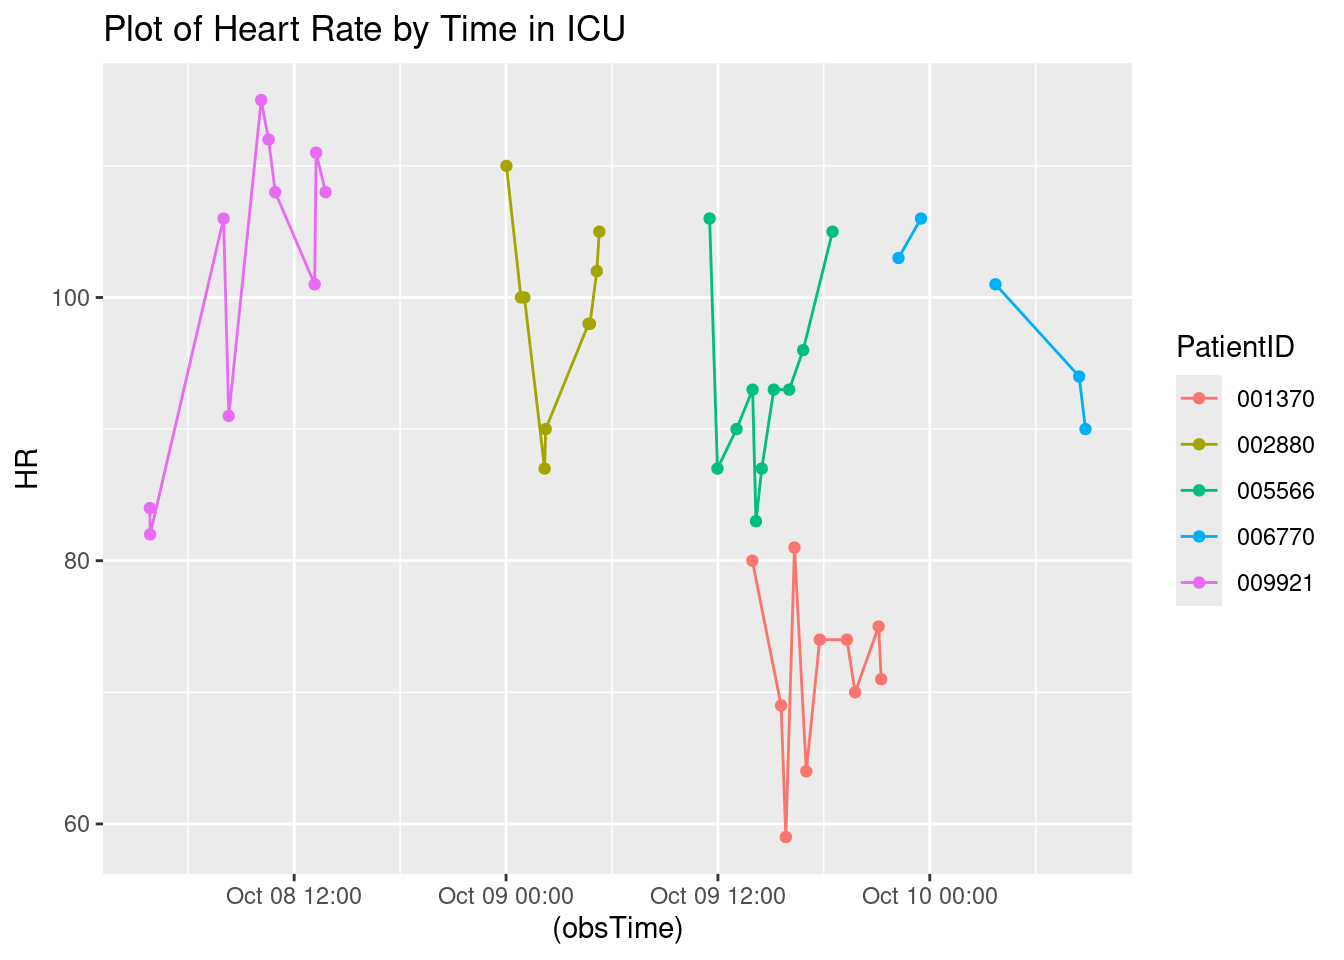 Plot of Heart Rate by Time in ICU
HR
100
80
60
Oct 08 12:00
Oct 09 00:00
Oct 09 12:00
Oct 10 00:00
(obsTime)
PatientID
001370
002880
005566
006770
009921